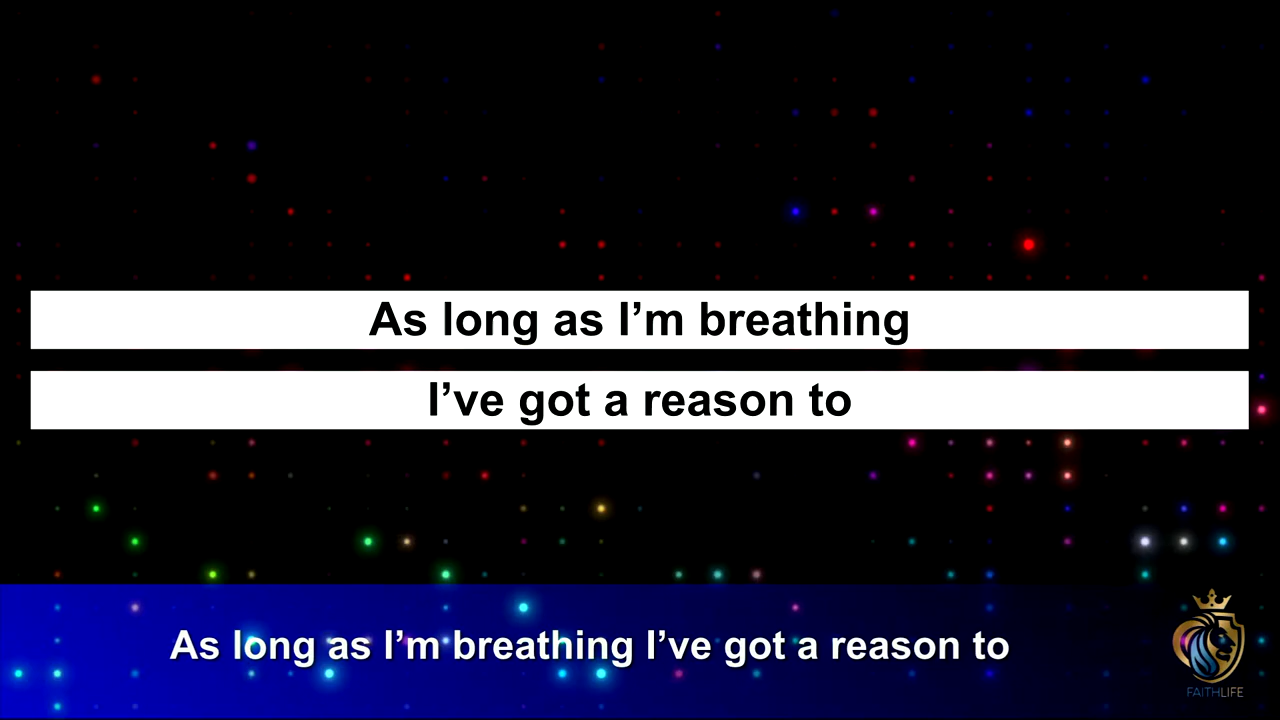 As long as I’m breathing
I’ve got a reason to
As long as I’m breathing I’ve got a reason to
FAITHLIFE